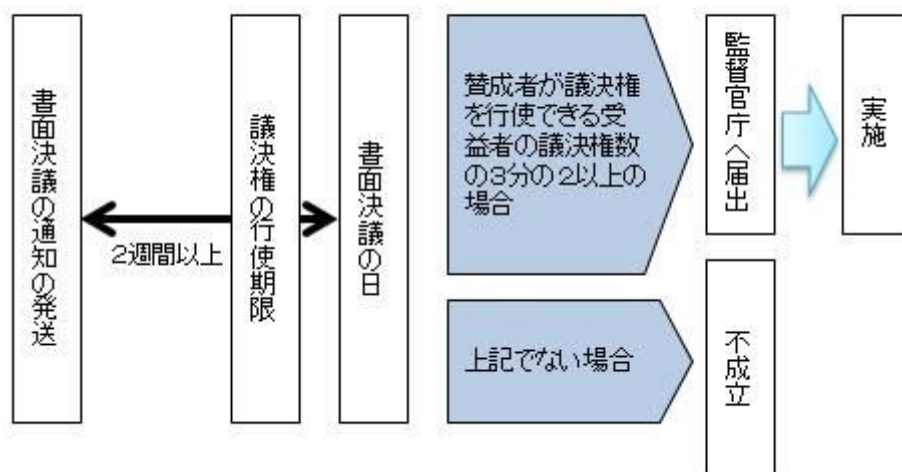 書面決議の通知の発送
2週間以上
議決権の行使期限
書面決議の日
賛成者が議決権
を行使できる受
益者の議決権数
の3分の2以上の
場合
監督官庁へ届出
実施
上記でない場合
不成立